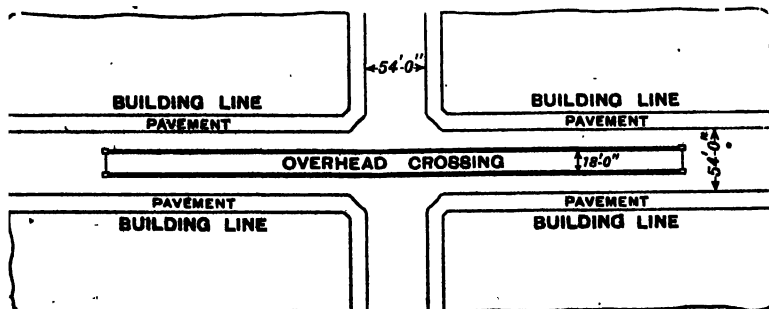 54'-0"
BUILDING LINE
BUILDING LINE
PAVEMENT
PAVEMENT
OVERHEAD CROSSING
18'-0"
54'-0"
PAVEMENT
PAVEMENT
BUILDING LINE
BUILDING LINE